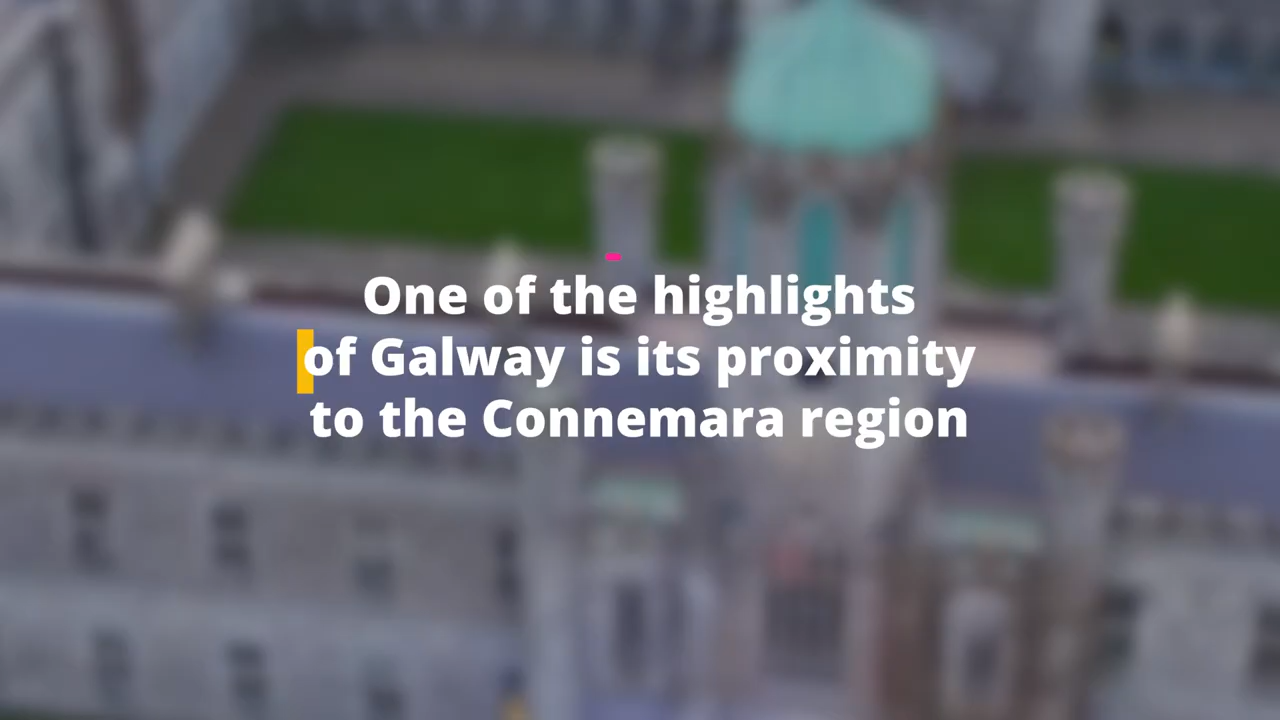 One of the highlights
of Galway is its proximity
to the Connemara region